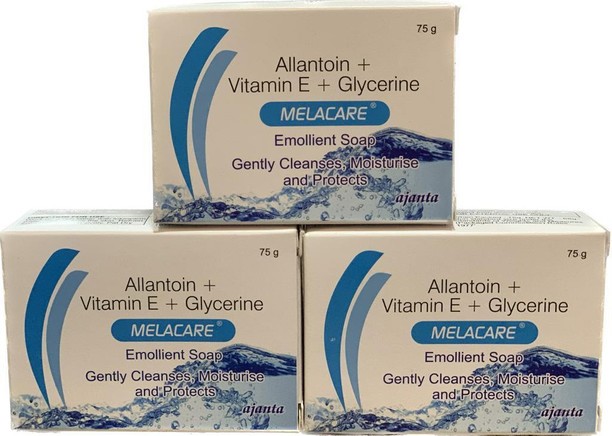 75 g
Allantoin +
Vitamin E + Glycerine
MELACARE®
Emollient Soap
Gently Cleanses, Moisturise
and Protects
ajanta
75 g
Allantoin +
Vitamin E + Glycerine
MELACARE®
Emollient Soap
Gently Cleanses, Moisturise
and Protects
ajanta
75 g
Allantoin +
Vitamin E + Glycerine
MELACARE®
Emollient Soap
Gently Cleanses, Moisturise
and Protects
ajanta